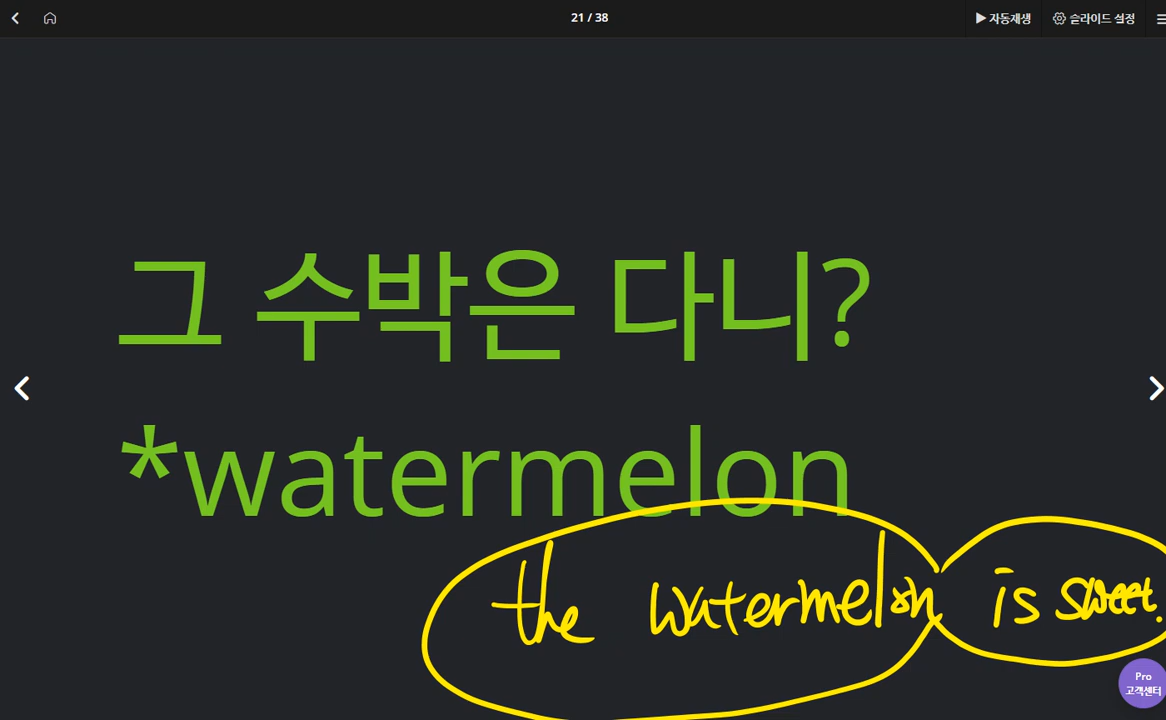 21 / 38
자동재생
슬라이드 설정
그 수박은 다니?
*watermelon
the watermelon is sweet.
Pro
고객센터